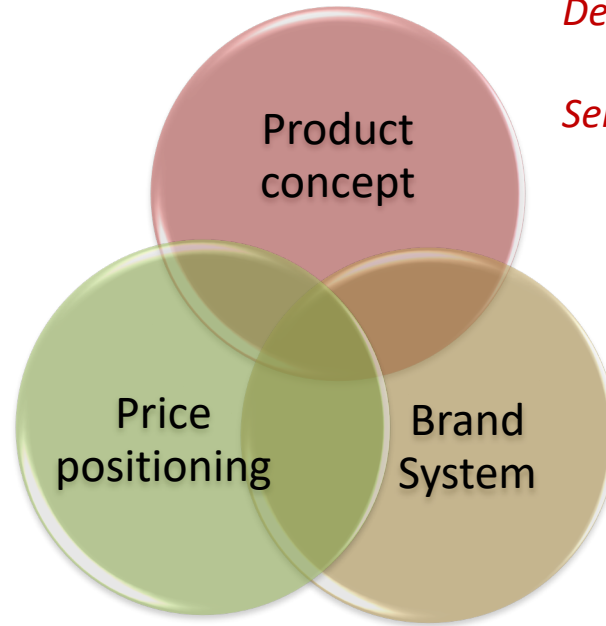 Product
concept
Price
positioning
Brand
System